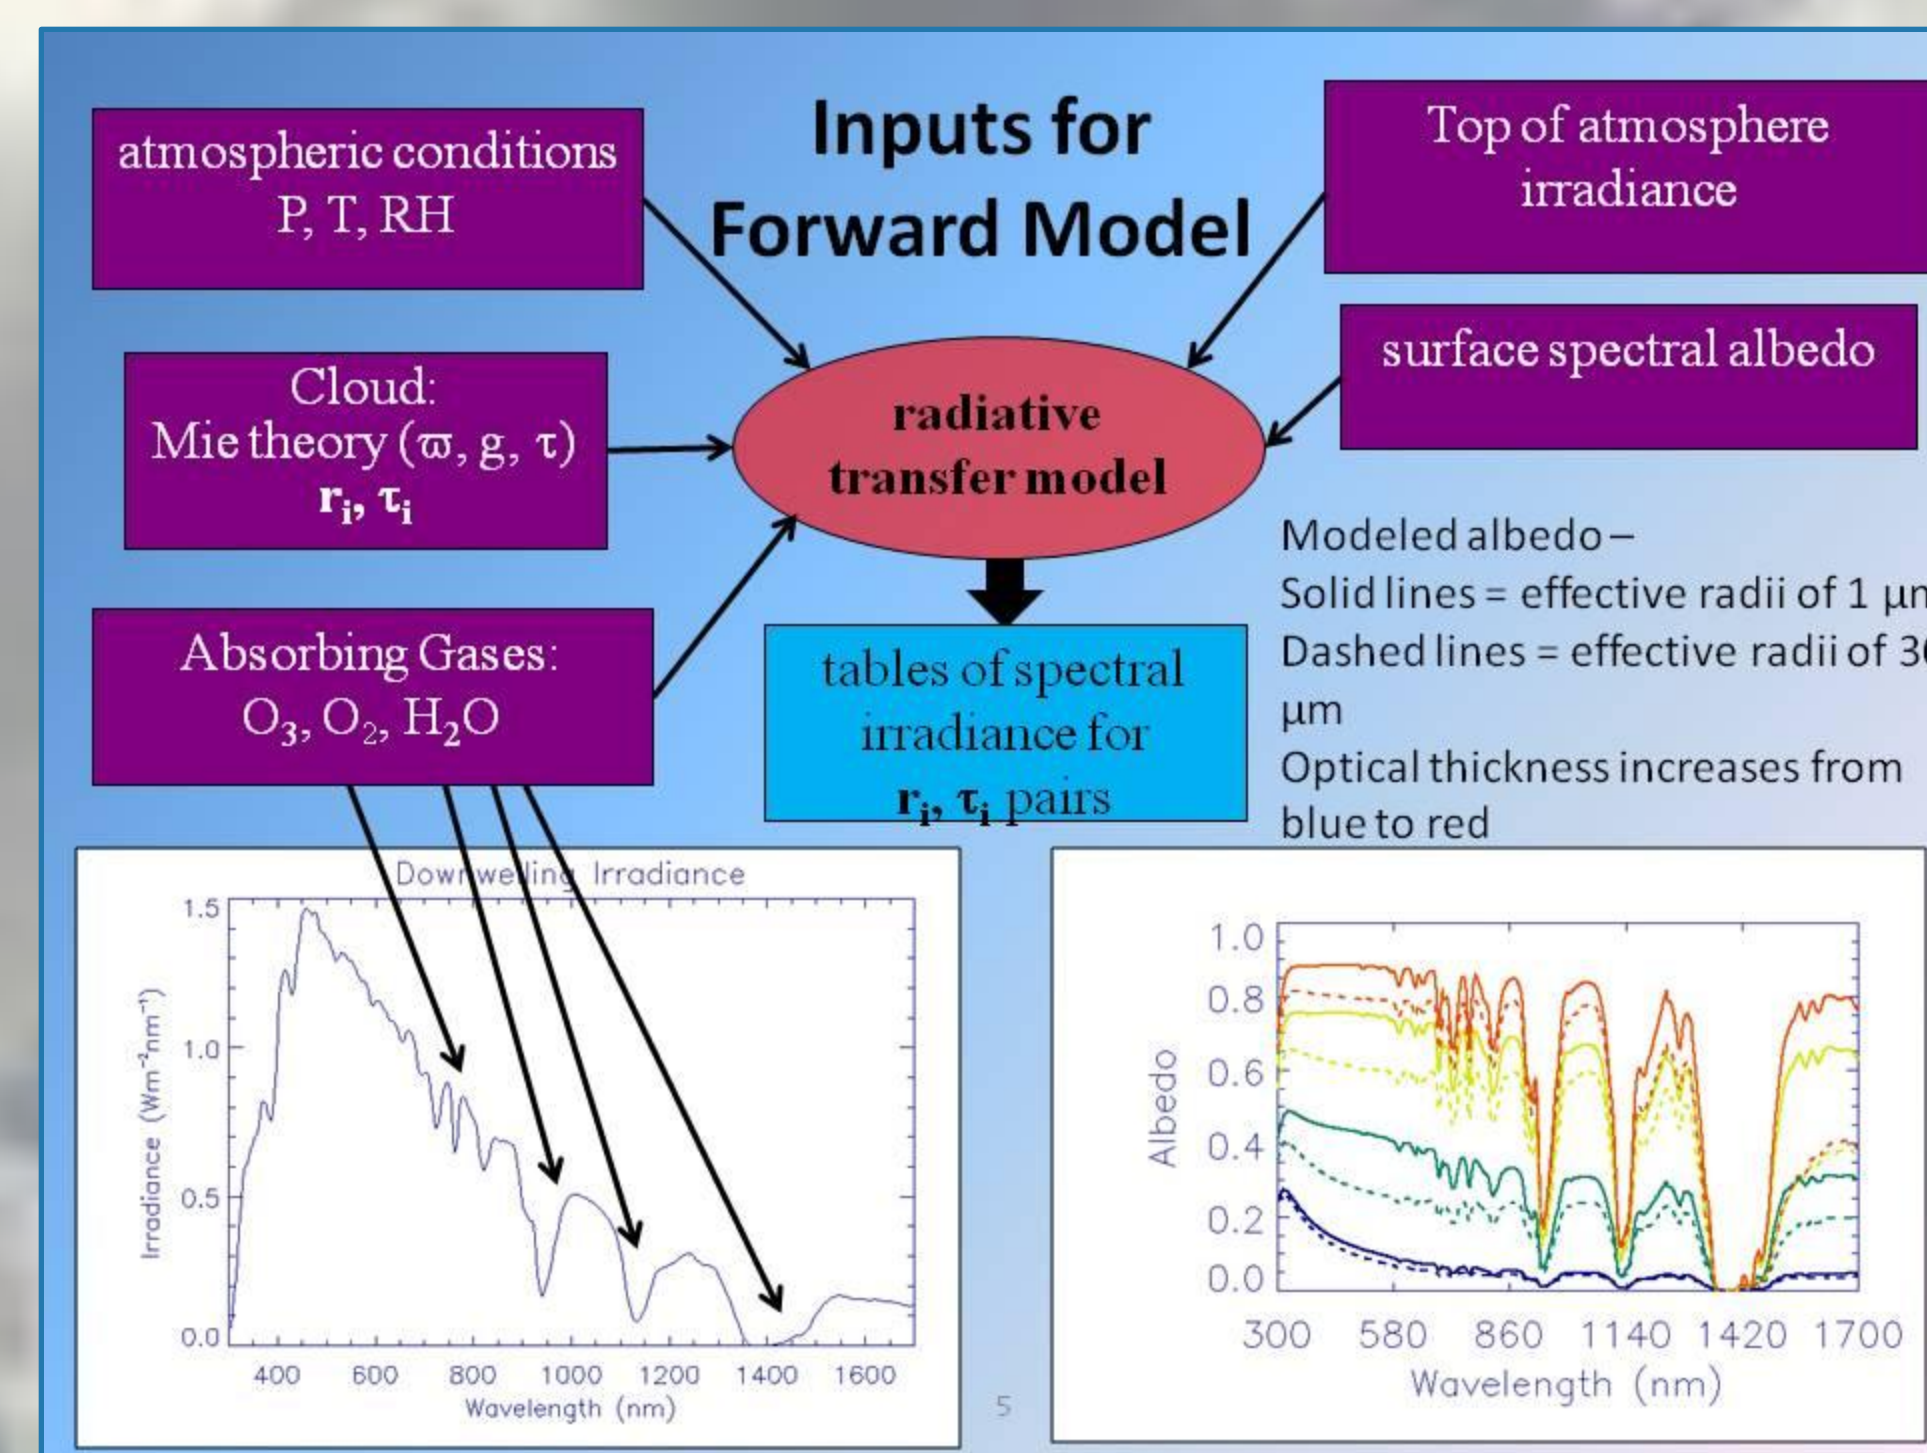 Inputs for
Forward Model
atmospheric conditions
P, T, RH
Top of atmosphere
irradiance
Cloud:
Mie theory (ϖ, g, τ)
rᵢ, τᵢ
surface spectral albedo
radiative
transfer model
Absorbing Gases:
O₃, O₂, H₂O
tables of spectral
irradiance for
rᵢ, τᵢ pairs
Modeled albedo –
Solid lines = effective radii of 1
Dashed lines = effective radii of
μm
Optical thickness increases from
blue to red
Downwelling Irradiance
Irradiance (Wm⁻²nm⁻¹)
1.5
1.0
0.5
0.0
400 600 800 1000 1200 1400 1600
Wavelength (nm)
5
Albedo
1.0
0.8
0.6
0.4
0.2
0.0
300 580 860 1140 1420 1700
Wavelength (nm)